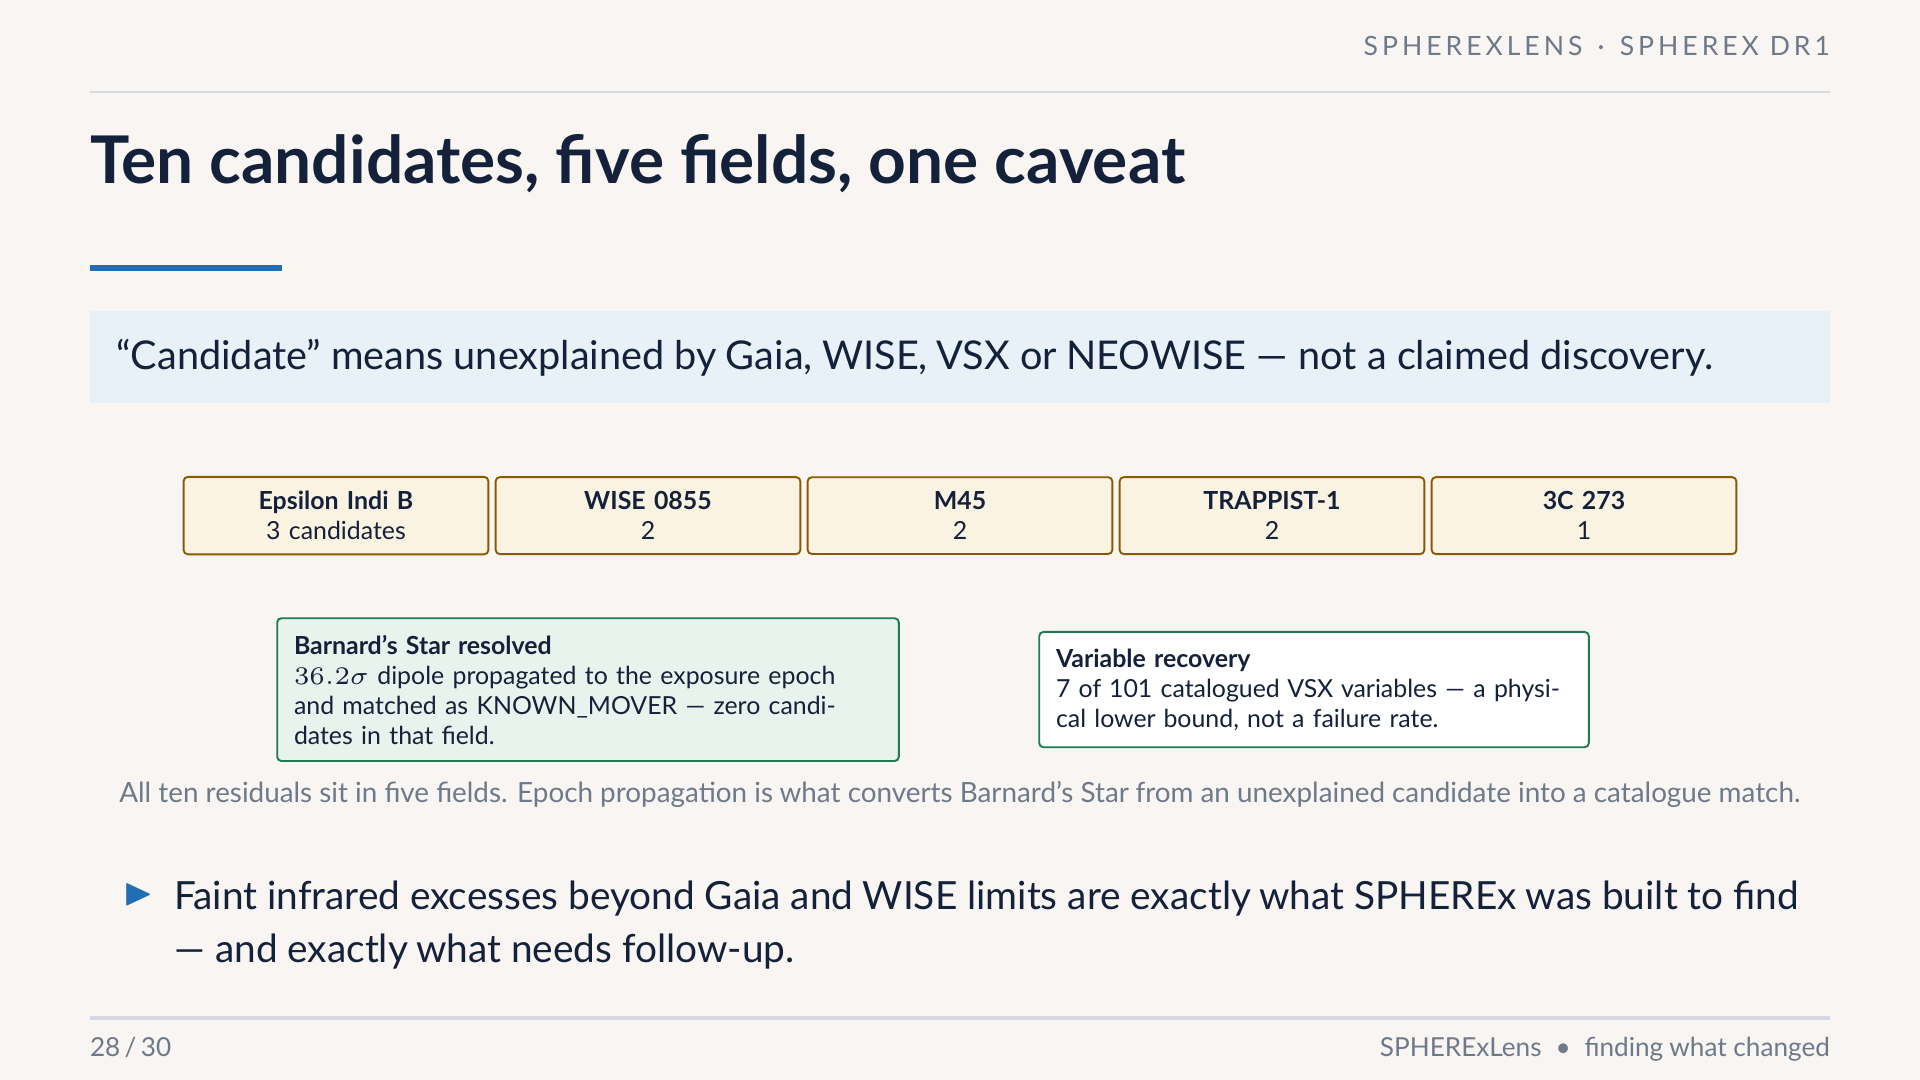 SPHEREXLENS · SPHEREX DR1
Ten candidates, five fields, one caveat
“Candidate” means unexplained by Gaia, WISE, VSX or NEOWISE — not a claimed discovery.
Epsilon Indi B
3 candidates
WISE 0855
2
M45
2
TRAPPIST-1
2
3C 273
1
Barnard’s Star resolved
36.2σ dipole propagated to the exposure epoch
and matched as KNOWN_MOVER — zero candi-
dates in that field.
Variable recovery
7 of 101 catalogued VSX variables — a physi-
cal lower bound, not a failure rate.
All ten residuals sit in five fields. Epoch propagation is what converts Barnard’s Star from an unexplained candidate into a catalogue match.
► Faint infrared excesses beyond Gaia and WISE limits are exactly what SPHEREx was built to find
— and exactly what needs follow-up.
28 / 30
SPHERExLens • finding what changed